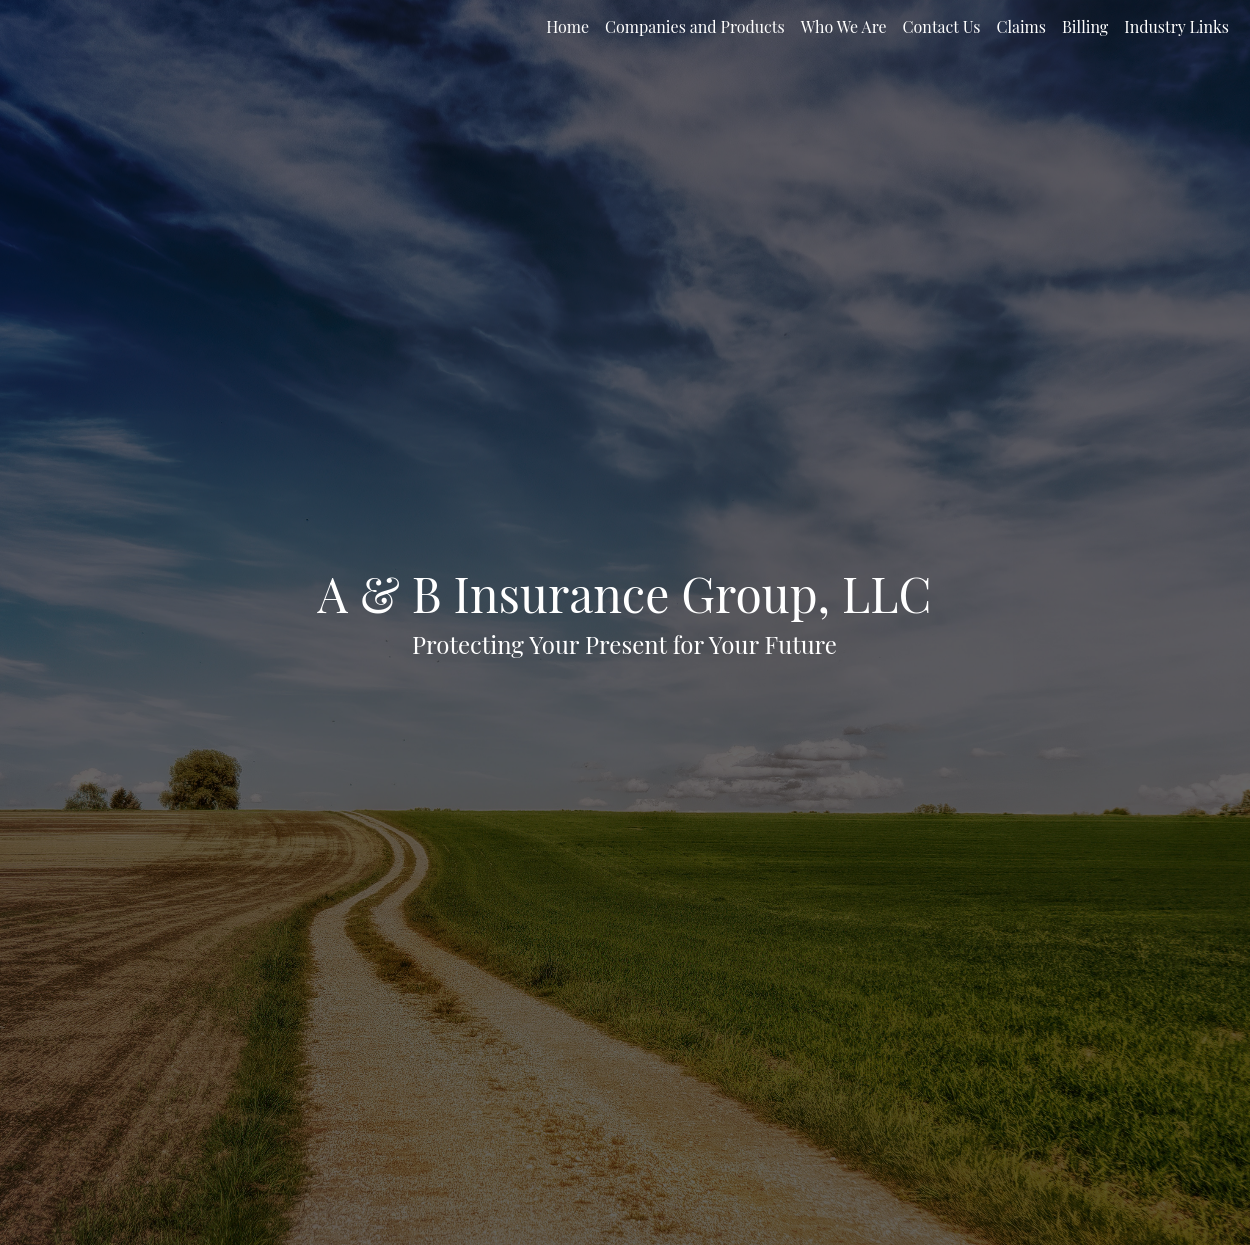 Home Companies and Products Who We Are Contact Us Claims Billing Industry Links
A & B Insurance Group, LLC
Protecting Your Present for Your Future